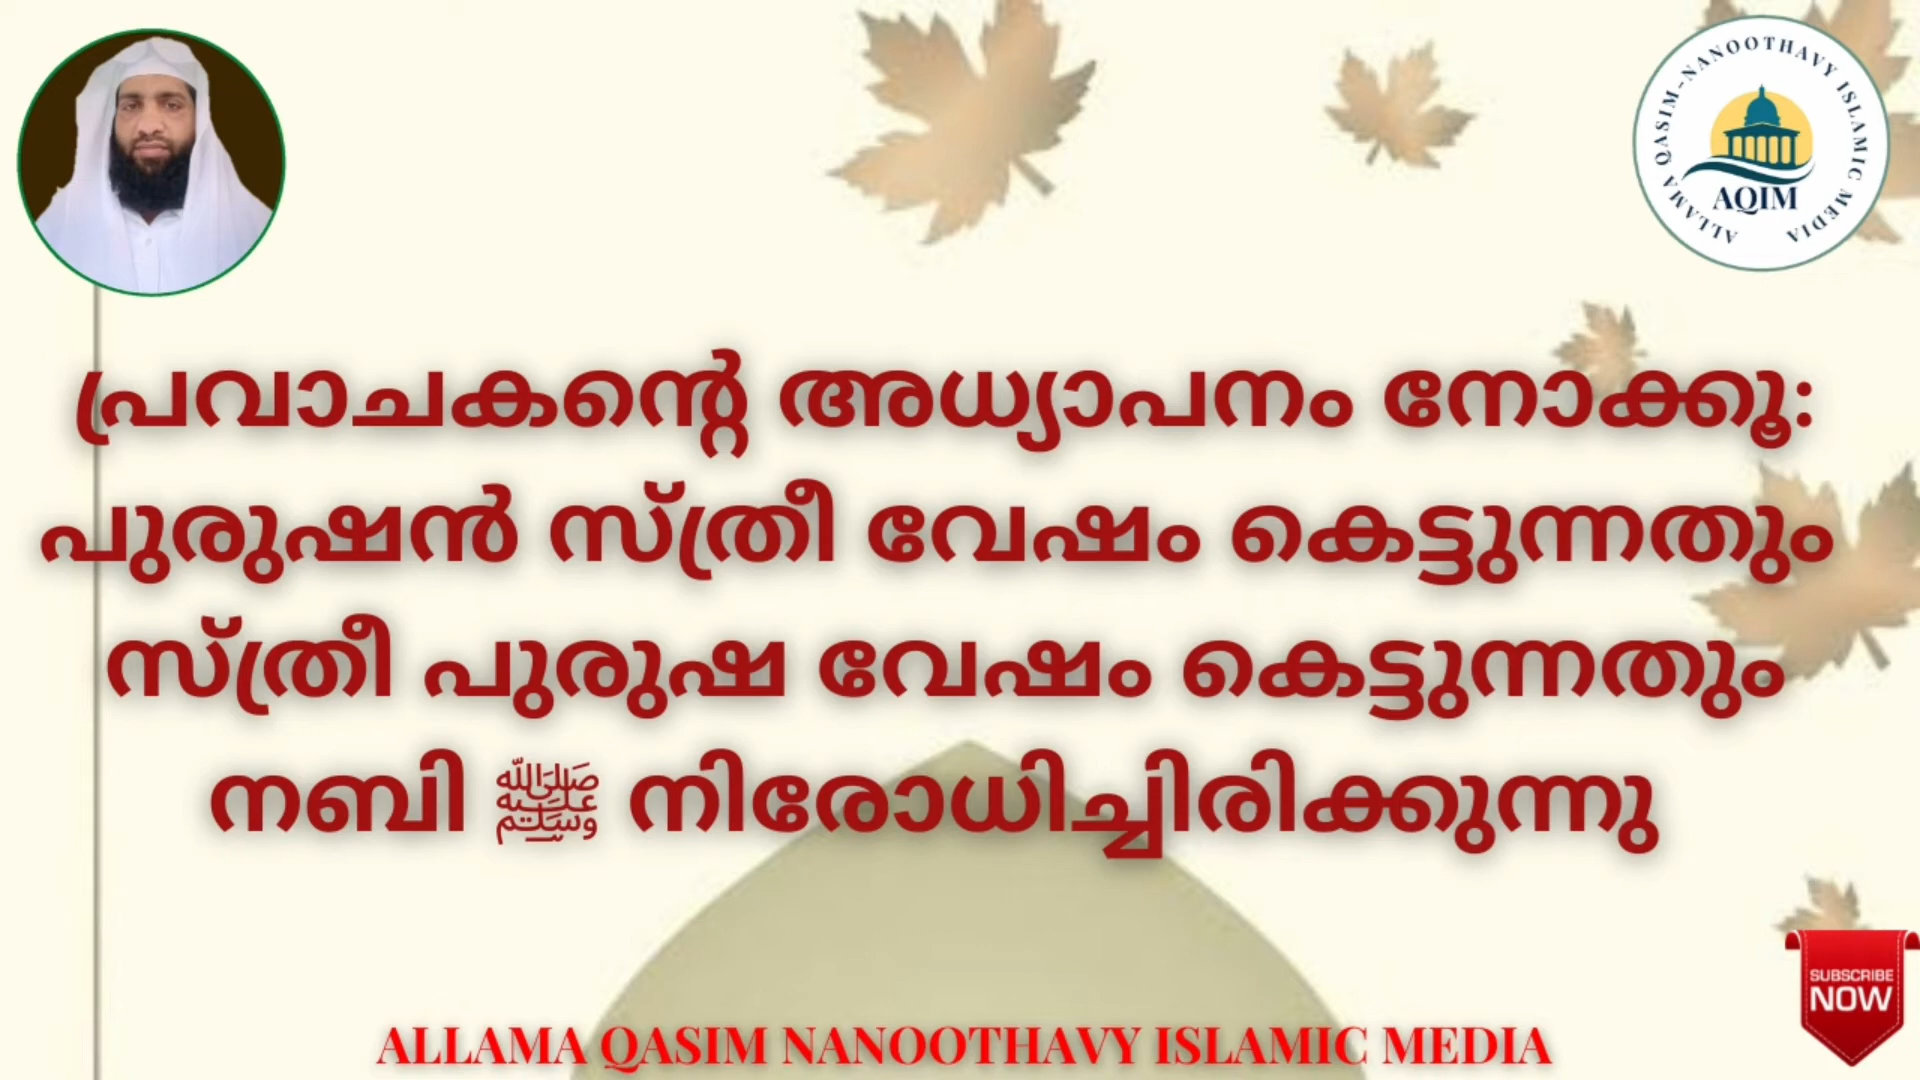 ALLAMA QASIM-NANOOTHAVY ISLAMIC MEDIA
AQIM
പ്രവാചകന്റെ അധ്യാപനം നോക്കൂ:
പുരുഷൻ സ്ത്രീ വേഷം കെട്ടുന്നതും
സ്ത്രീ പുരുഷ വേഷം കെട്ടുന്നതും
നബി ﷺ നിരോധിച്ചിരിക്കുന്നു
SUBSCRIBE
NOW
ALLAMA QASIM NANOOTHAVY ISLAMIC MEDIA